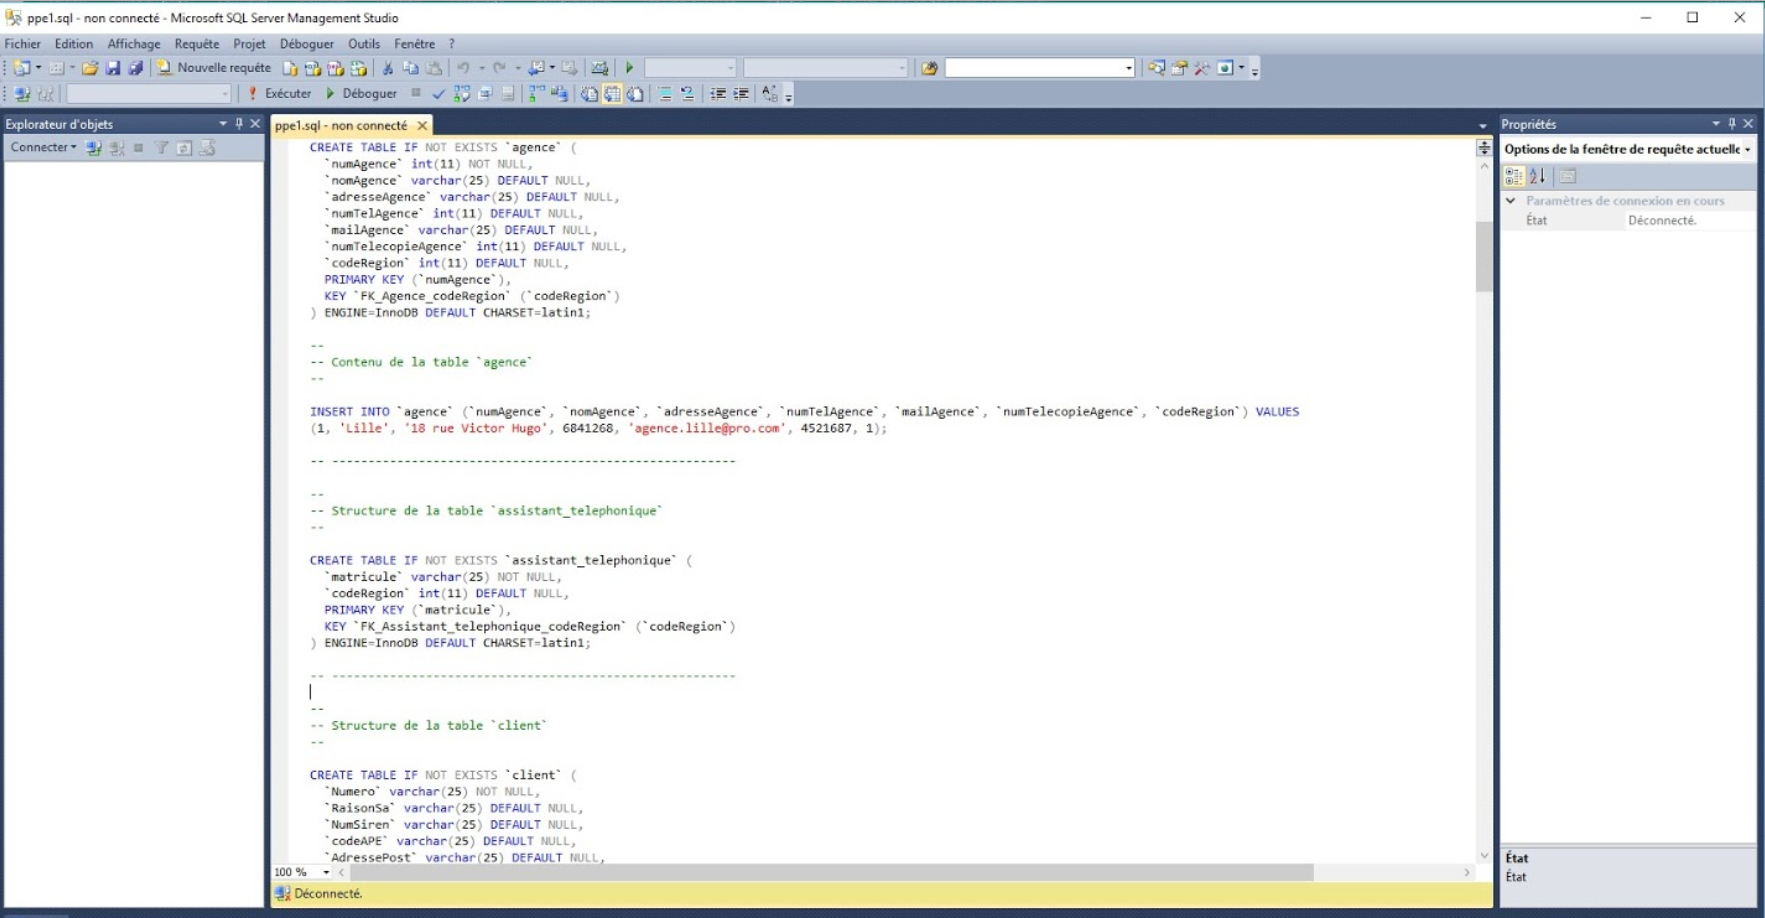 ppe1.sql - non connecté - Microsoft SQL Server Management Studio
Fichier Edition Affichage Requête Projet Déboguer Outils Fenêtre ?
Nouvelle requête
Exécuter Déboguer
Explorateur d'objets
Connecter
ppe1.sql - non connecté
CREATE TABLE IF NOT EXISTS `agence` (
`numAgence` int(11) NOT NULL,
`nomAgence` varchar(25) DEFAULT NULL,
`adresseAgence` varchar(25) DEFAULT NULL,
`numTelAgence` int(11) DEFAULT NULL,
`mailAgence` varchar(25) DEFAULT NULL,
`numTelecopieAgence` int(11) DEFAULT NULL,
`codeRegion` int(11) DEFAULT NULL,
PRIMARY KEY (`numAgence`),
KEY `FK_Agence_codeRegion` (`codeRegion`)
) ENGINE=InnoDB DEFAULT CHARSET=latin1;
--
-- Contenu de la table `agence`
--
INSERT INTO `agence` (`numAgence`, `nomAgence`, `adresseAgence`, `numTelAgence`, `mailAgence`, `numTelecopieAgence`, `codeRegion`) VALUES
(1, 'Lille', '18 rue Victor Hugo', 6841268, 'agence.lille@pro.com', 4521687, 1);
-- --------------------------------------------------------
--
-- Structure de la table `assistant_telephonique`
--
CREATE TABLE IF NOT EXISTS `assistant_telephonique` (
`matricule` varchar(25) NOT NULL,
`codeRegion` int(11) DEFAULT NULL,
PRIMARY KEY (`matricule`),
KEY `FK_Assistant_telephonique_codeRegion` (`codeRegion`)
) ENGINE=InnoDB DEFAULT CHARSET=latin1;
-- --------------------------------------------------------
--
-- Structure de la table `client`
--
CREATE TABLE IF NOT EXISTS `client` (
`Numero` varchar(25) NOT NULL,
`RaisonSa` varchar(25) DEFAULT NULL,
`NumSiren` varchar(25) DEFAULT NULL,
`codeAPE` varchar(25) DEFAULT NULL,
`AdressePost` varchar(25) DEFAULT NULL,
100 %
Déconnecté.
Propriétés
Options de la fenêtre de requête actuelle
Paramètres de connexion en cours
État Déconnecté.
État
État